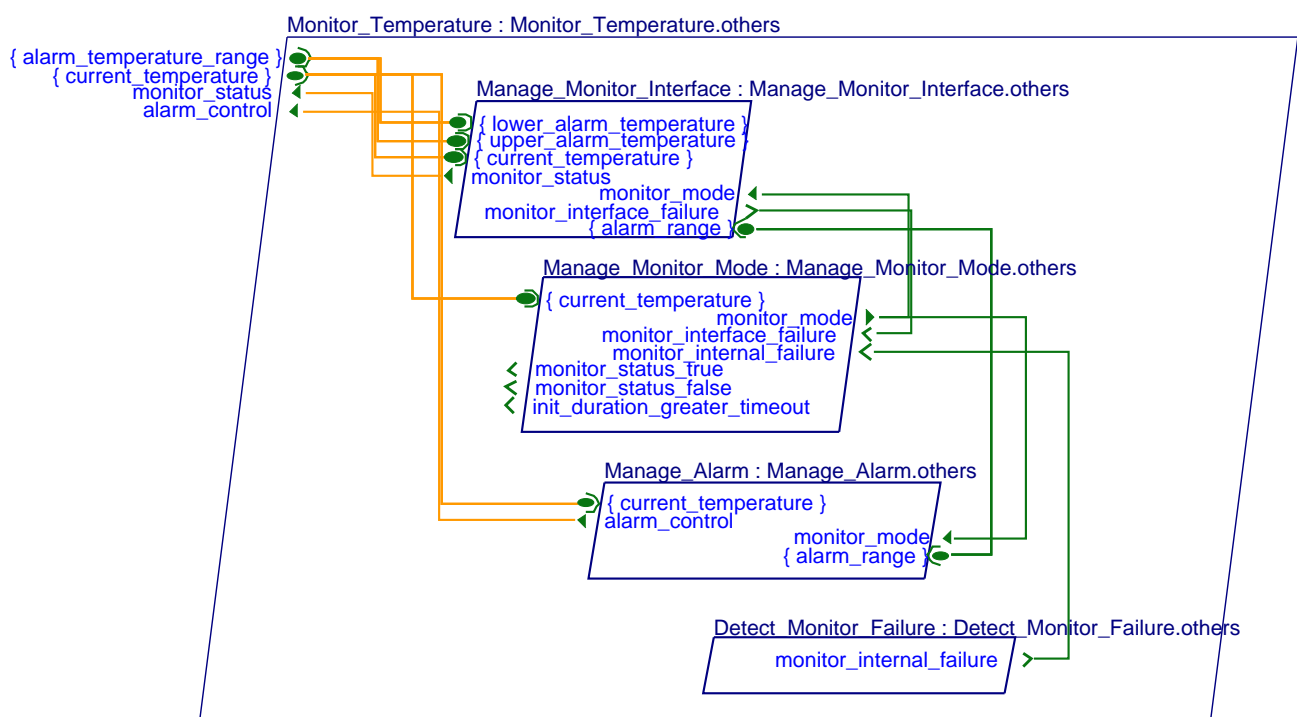 Monitor_Temperature : Monitor_Temperature.others
{ alarm_temperature_range }
{ current_temperature }
monitor_status
alarm_control
Manage_Monitor_Interface : Manage_Monitor_Interface.others
{ lower_alarm_temperature }
{ upper_alarm_temperature }
{ current_temperature }
monitor_status
monitor_mode
monitor_interface_failure
{ alarm_range }
Manage_Monitor_Mode : Manage_Monitor_Mode.others
{ current_temperature }
monitor_mode
monitor_interface_failure
monitor_internal_failure
monitor_status_true
monitor_status_false
init_duration_greater_timeout
Manage_Alarm : Manage_Alarm.others
{ current_temperature }
alarm_control
monitor_mode
{ alarm_range }
Detect_Monitor_Failure : Detect_Monitor_Failure.others
monitor_internal_failure